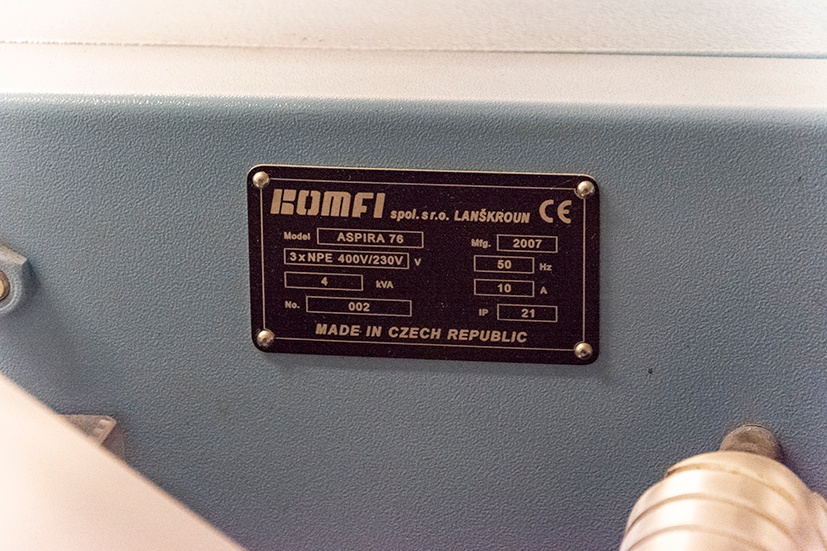 KOMFI spol. s r.o. LANŠKROUN CE
Model ASPIRA 76 Mfg. 2007
3xNPE 400V/230V V 50 Hz
4 kVA 10 A
No. 002 IP 21
MADE IN CZECH REPUBLIC